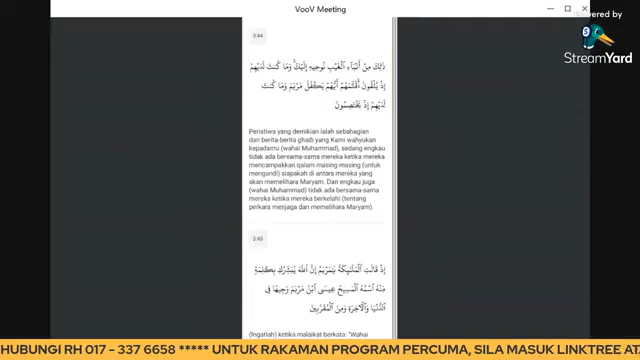 VooV Meeting
powered by
StreamYard
3:44
ذَٰلِكَ مِنْ أَنۢبَآءِ ٱلْغَيْبِ نُوحِيهِ إِلَيْكَ ۚ وَمَا كُنتَ لَدَيْهِمْ
إِذْ يُلْقُونَ أَقْلَـٰمَهُمْ أَيُّهُمْ يَكْفُلُ مَرْيَمَ وَمَا كُنتَ
لَدَيْهِمْ إِذْ يَخْتَصِمُونَ
Peristiwa yang demikian ialah sebahagian
dari berita-berita ghaib yang Kami wahyukan
kepadamu (wahai Muhammad), sedang engkau
tidak ada bersama-sama mereka ketika mereka
mencampakkan qalam masing masing (untuk
mengundi) siapakah di antara mereka yang
akan memelihara Maryam. Dan engkau juga
(wahai Muhammad) tidak ada bersama-sama
mereka ketika mereka berkelahi (tentang
perkara menjaga dan memelihara Maryam).
3:45
إِذْ قَالَتِ ٱلْمَلَـٰٓئِكَةُ يَـٰمَرْيَمُ إِنَّ ٱللَّهَ يُبَشِّرُكِ بِكَلِمَةٍ
مِّنْهُ ٱسْمُهُ ٱلْمَسِيحُ عِيسَى ٱبْنُ مَرْيَمَ وَجِيهًا فِى
ٱلدُّنْيَا وَٱلْـَٔاخِرَةِ وَمِنَ ٱلْمُقَرَّبِينَ
(Ingatlah) ketika malaikat berkata: "Wahai
HUBUNGI RH 017 - 337 6658 ***** UNTUK RAKAMAN PROGRAM PERCUMA, SILA MASUK LINKTREE AT